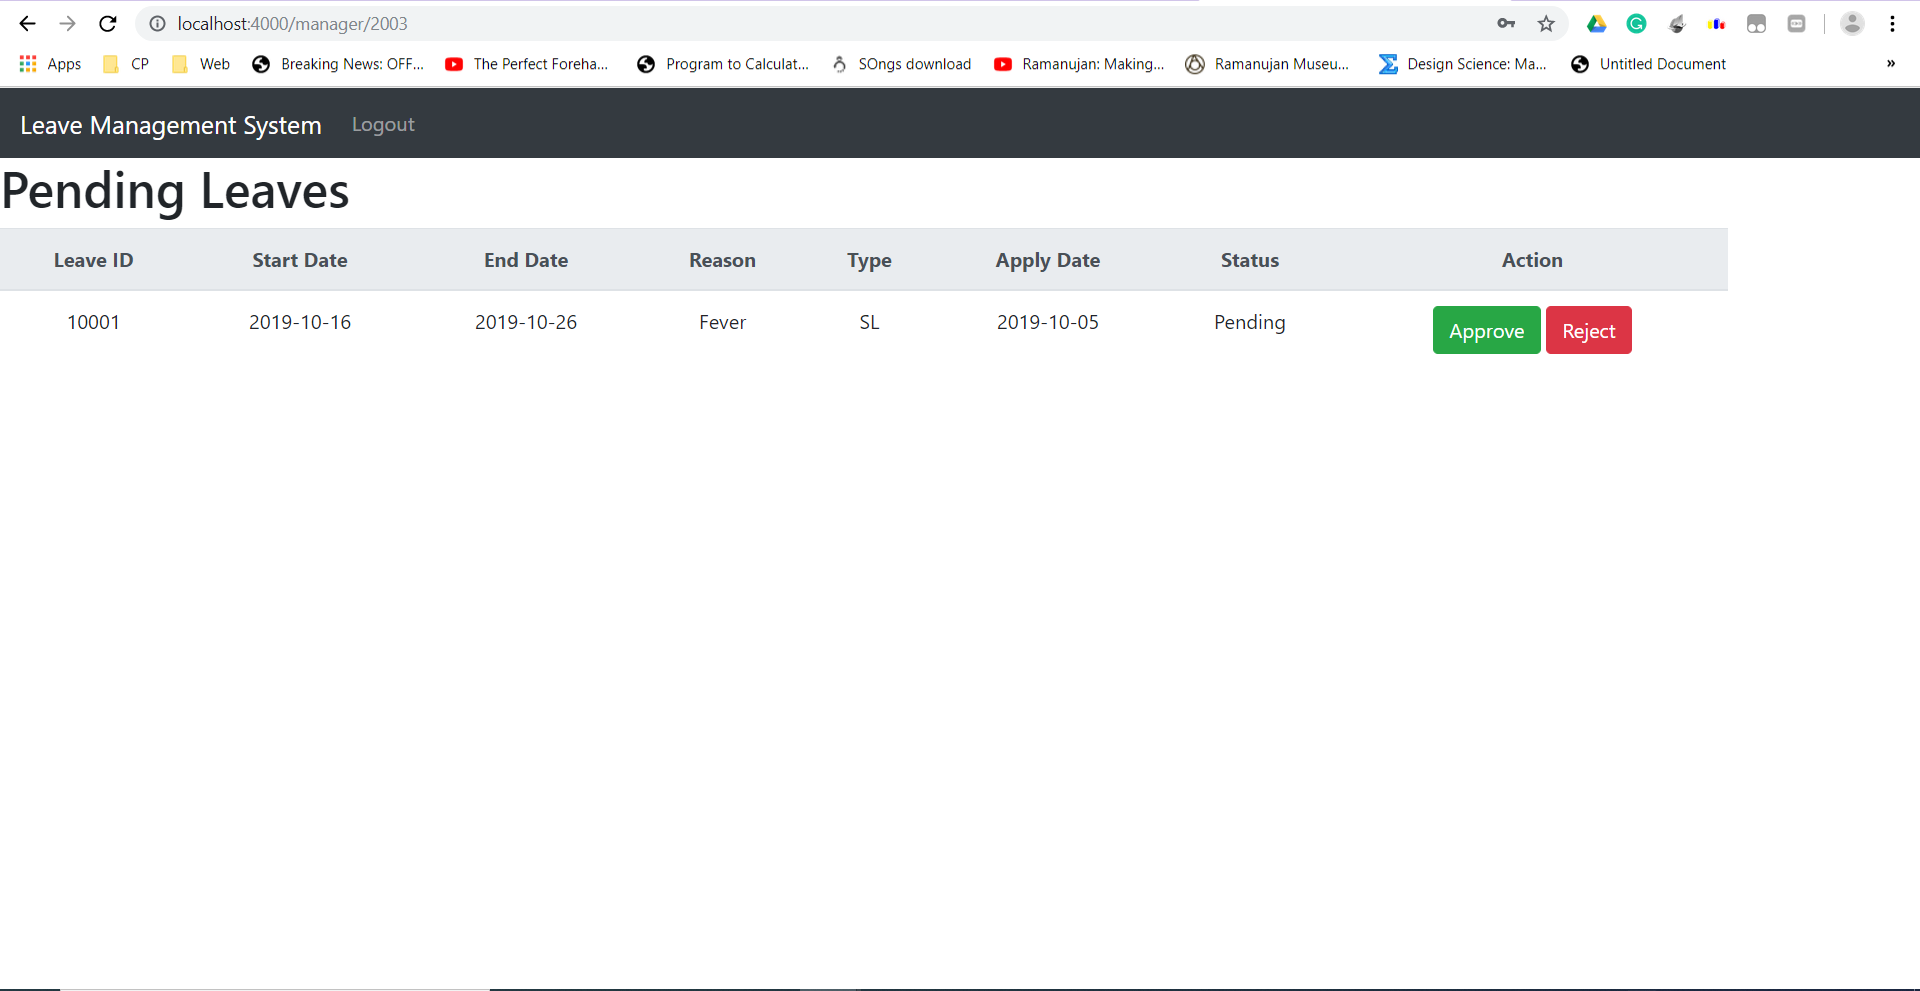 localhost:4000/manager/2003
Apps CP Web Breaking News: OFF... The Perfect Foreha... Program to Calculat... SOngs download Ramanujan: Making... Ramanujan Museu... Design Science: Ma... Untitled Document »
Leave Management System Logout
Pending Leaves
Leave ID Start Date End Date Reason Type Apply Date Status Action
10001 2019-10-16 2019-10-26 Fever SL 2019-10-05 Pending Approve Reject